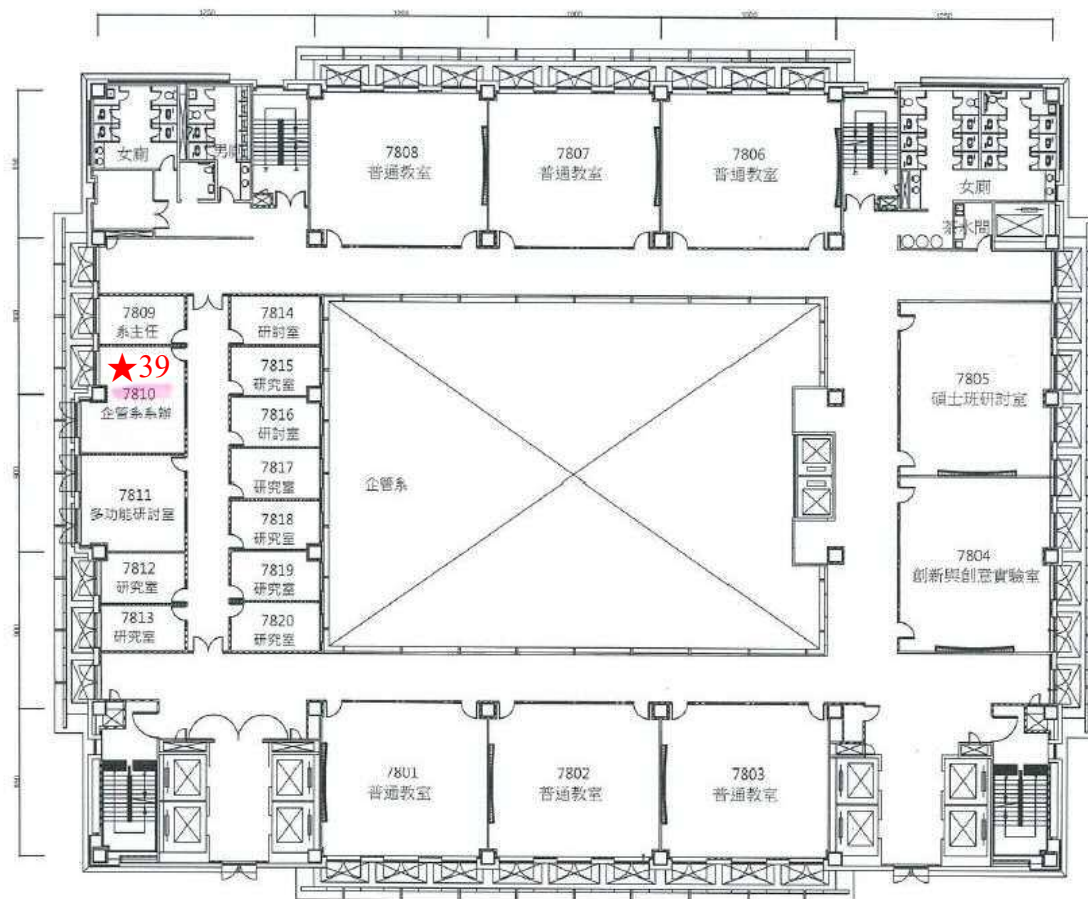 女廁
男廁
7808
普通教室
7807
普通教室
7806
普通教室
女廁
茶水間
7809
系主任
★39
7810
企管系系辦
7811
多功能研討室
7812
研究室
7813
研究室
7814
研討室
7815
研究室
7816
研討室
7817
研究室
7818
研究室
7819
研究室
7820
研究室
企管系
7805
碩士班研討室
7804
創新與創意實驗室
7801
普通教室
7802
普通教室
7803
普通教室